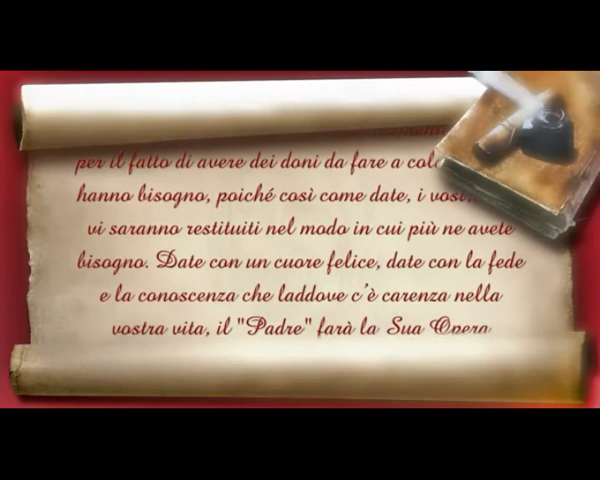 per il fatto di avere dei doni da fare a
hanno bisogno, poiché così come date, i
vi saranno restituiti nel modo in cui più ne avete
bisogno. Date con un cuore felice, date con la fede
e la conoscenza che laddove c'è carenza nella
vostra vita, il "Padre" farà la Sua Opera